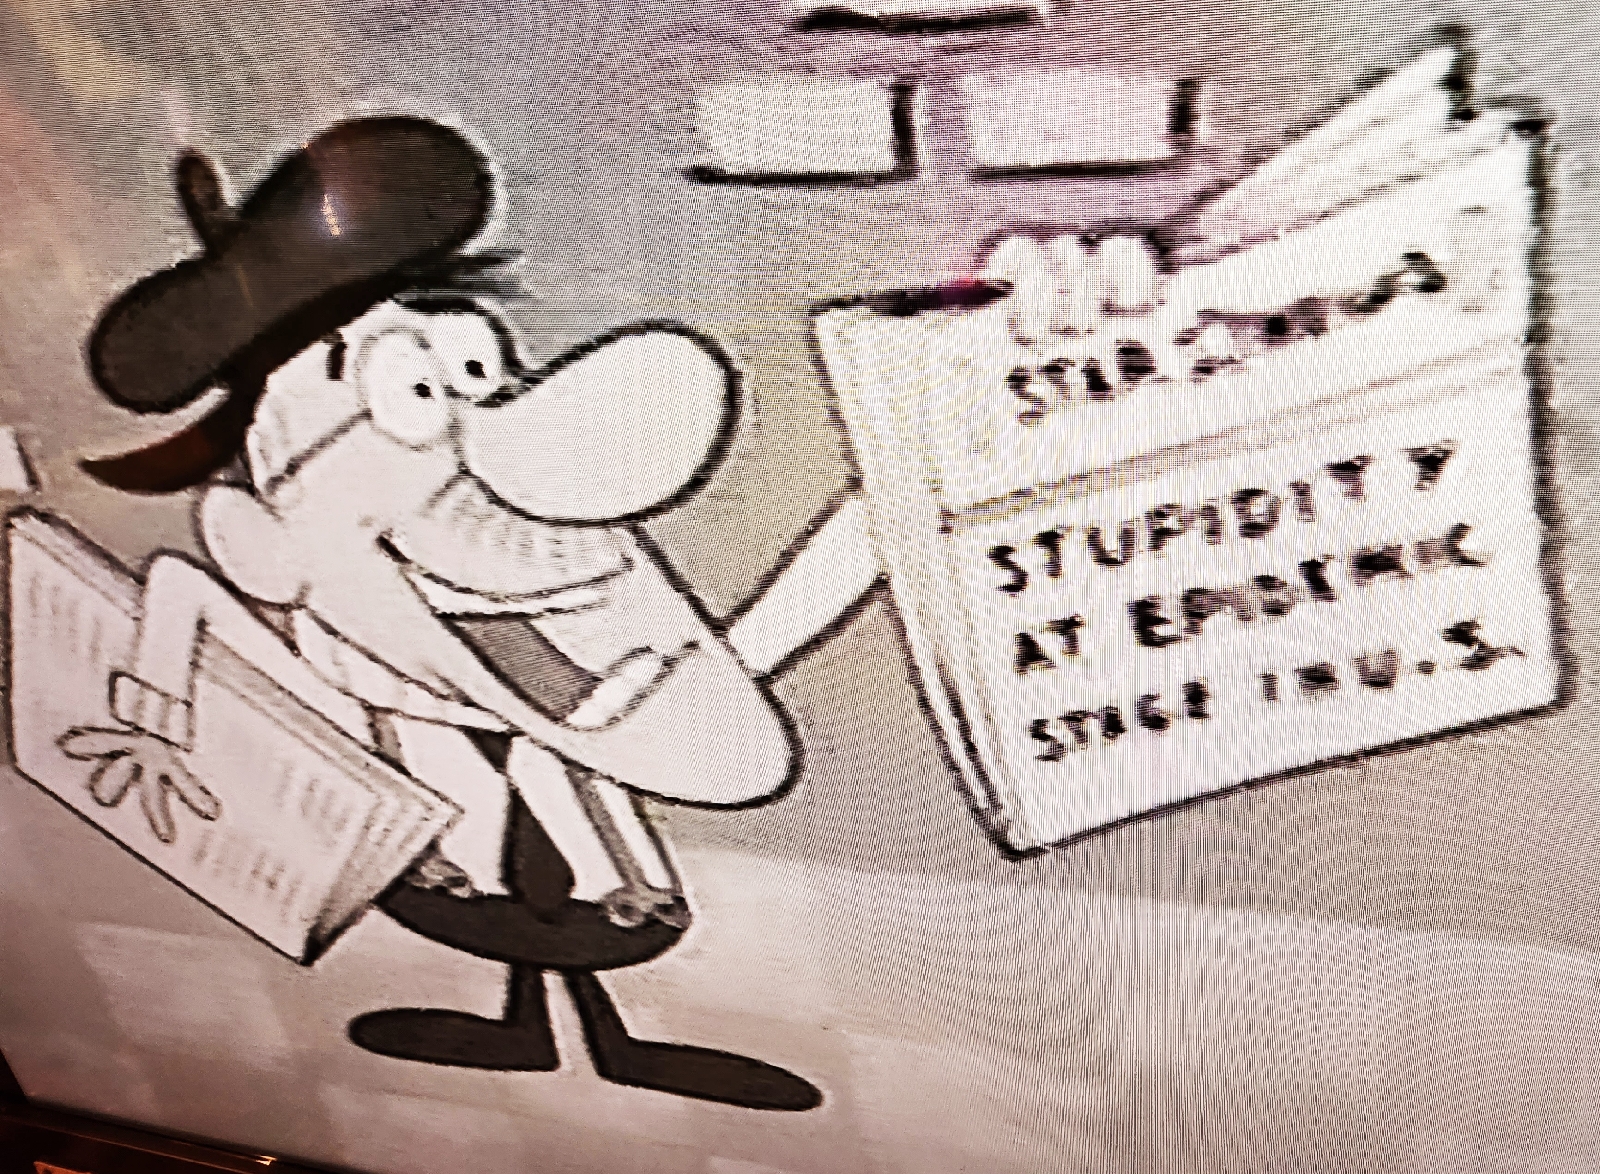 STUPIDITY
AT EPIDEMIC
STAGE IN U.S.